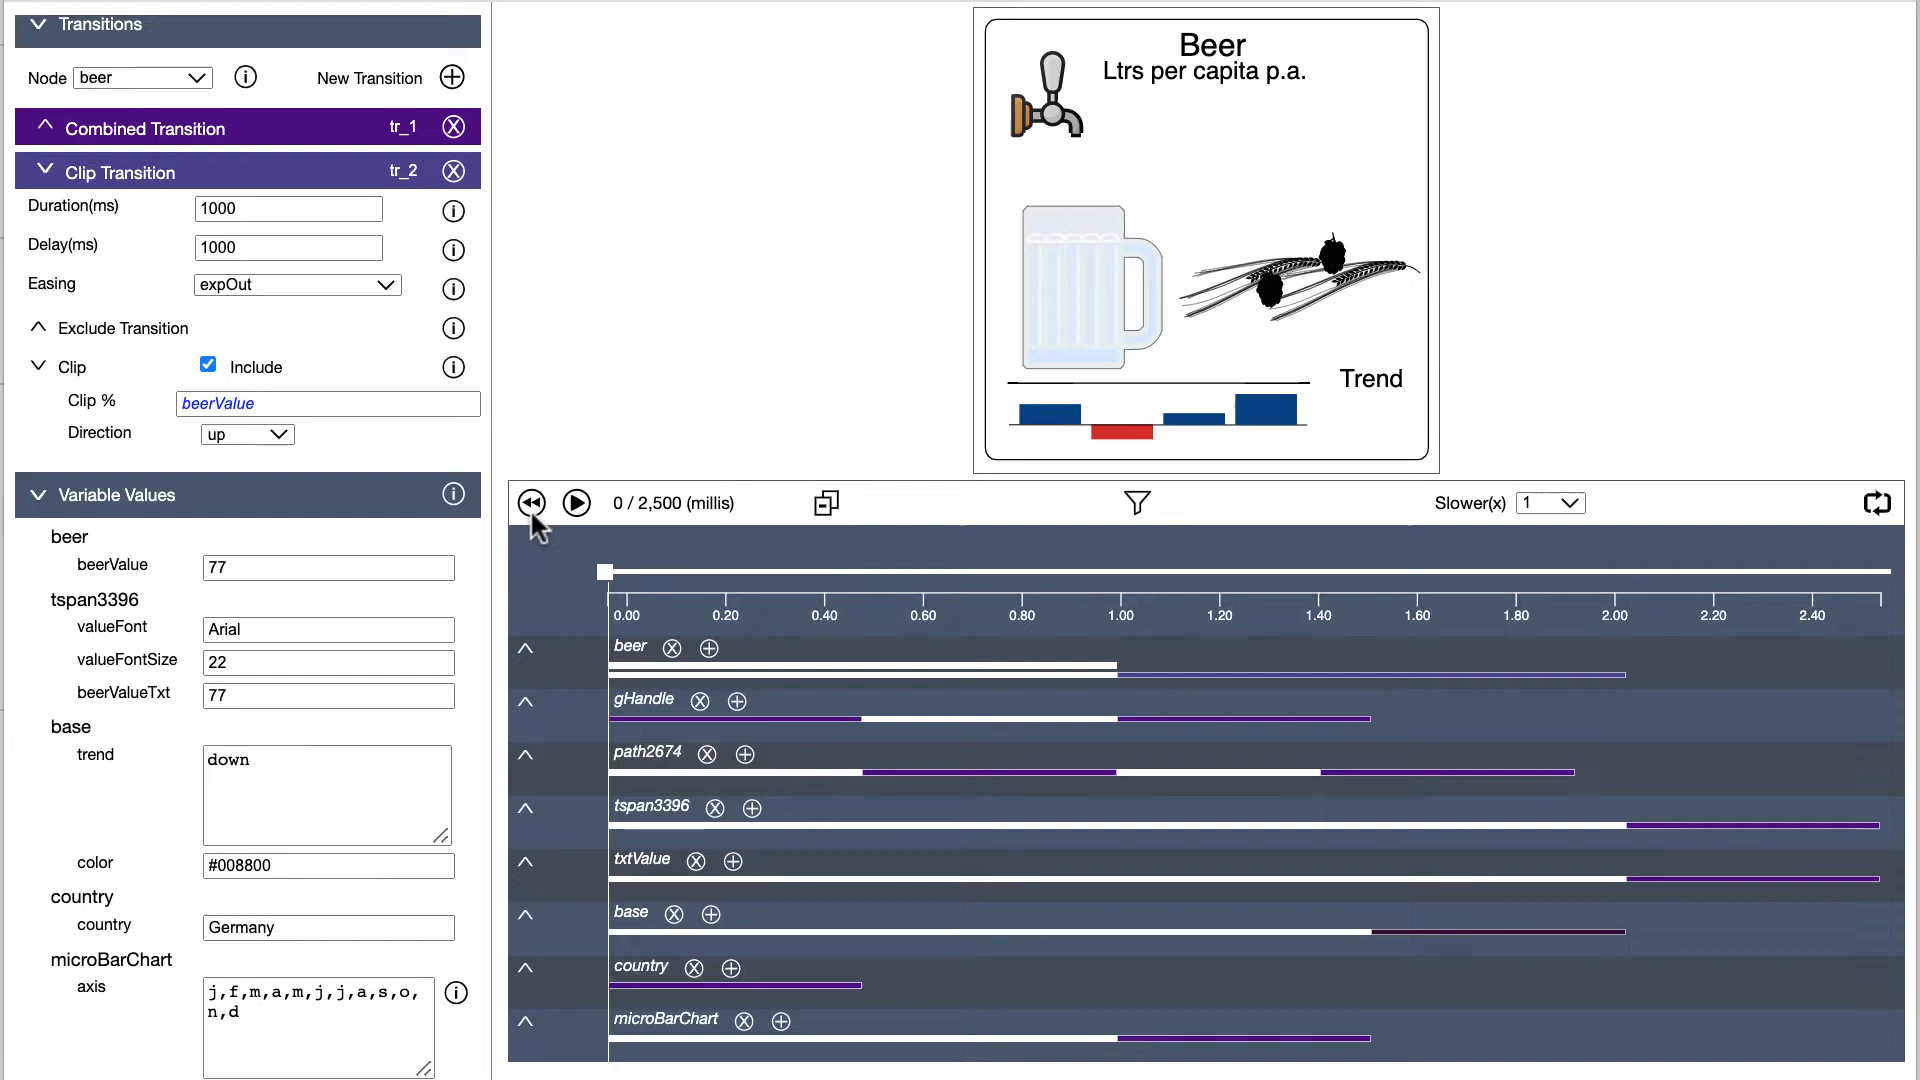 Transitions
Node beer New Transition
Combined Transition tr_1
Clip Transition tr_2
Duration(ms) 1000
Delay(ms) 1000
Easing expOut
Exclude Transition
Clip Include
Clip % beerValue
Direction up
Variable Values
beer
beerValue 77
tspan3396
valueFont Arial
valueFontSize 22
beerValueTxt 77
base
trend down
color #008800
country
country Germany
microBarChart
axis j,f,m,a,m,j,j,a,s,o,
n,d
Beer
Ltrs per capita p.a.
Trend
0 / 2,500 (millis) Slower(x) 1
0.00 0.20 0.40 0.60 0.80 1.00 1.20 1.40 1.60 1.80 2.00 2.20 2.40
beer
gHandle
path2674
tspan3396
txtValue
base
country
microBarChart